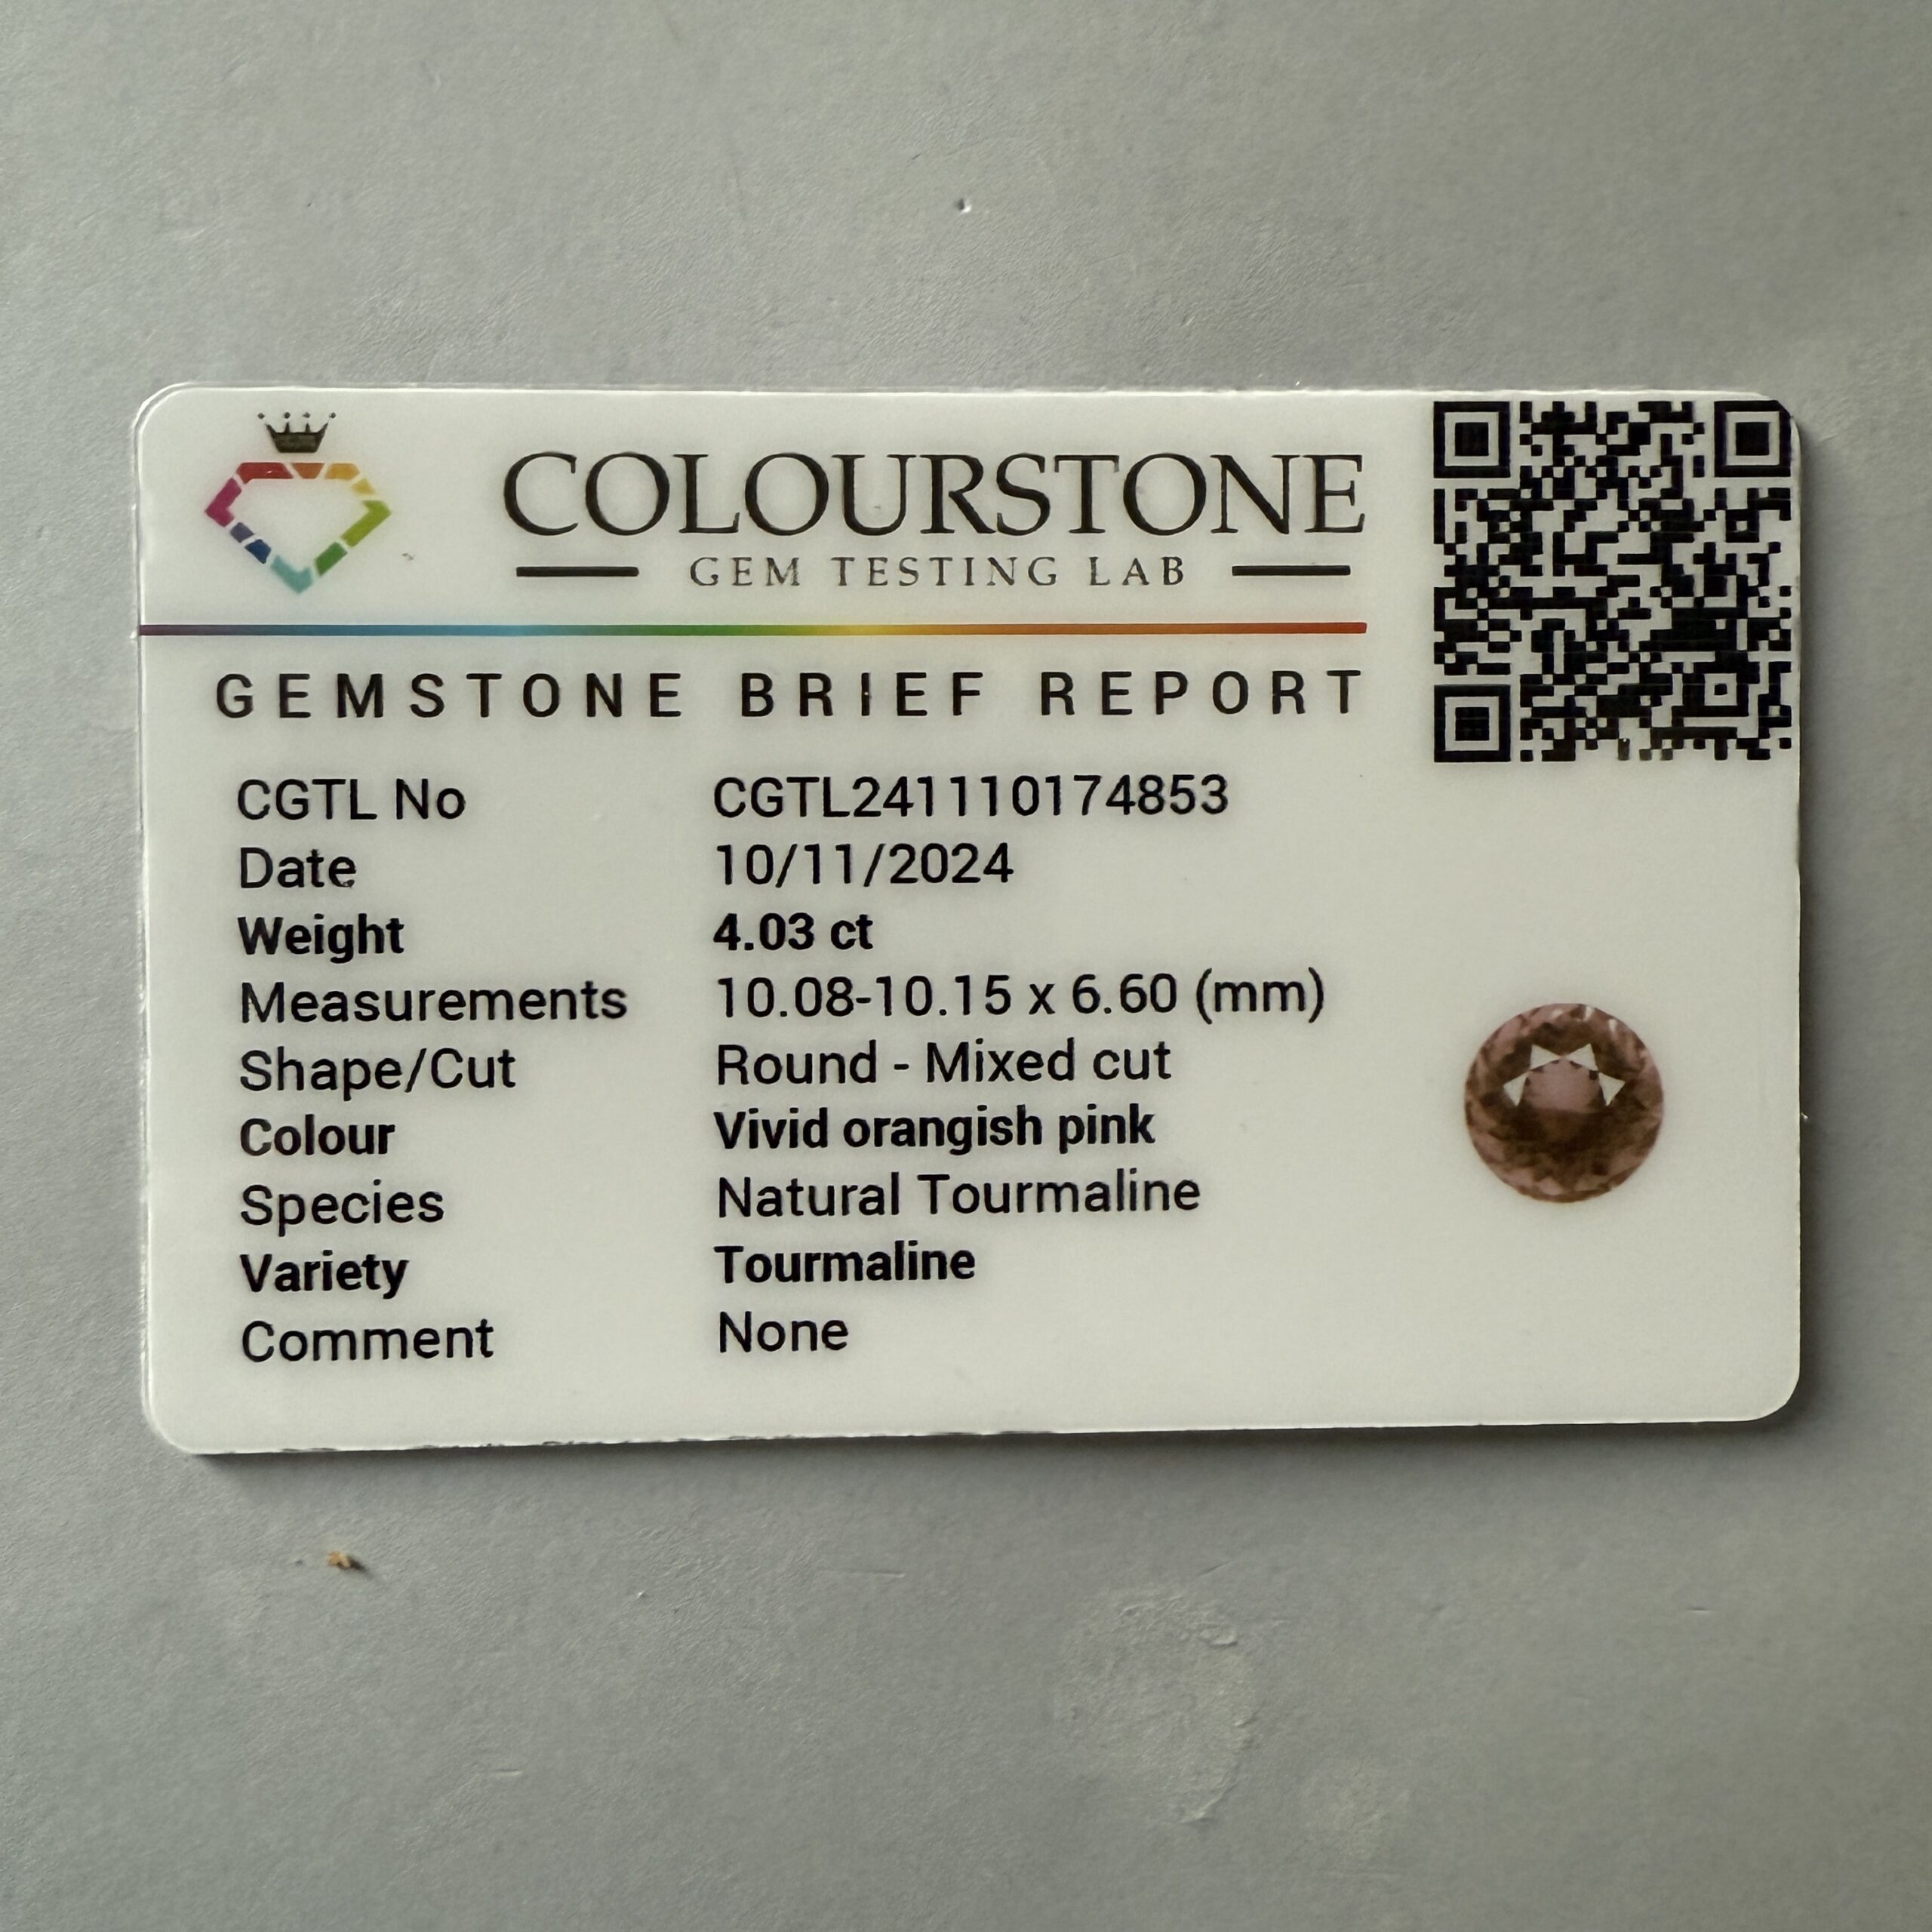 COLOURSTONE
GEM TESTING LAB
GEMSTONE BRIEF REPORT
CGTL No CGTL241110174853
Date 10/11/2024
Weight 4.03 ct
Measurements 10.08-10.15 x 6.60 (mm)
Shape/Cut Round - Mixed cut
Colour Vivid orangish pink
Species Natural Tourmaline
Variety Tourmaline
Comment None